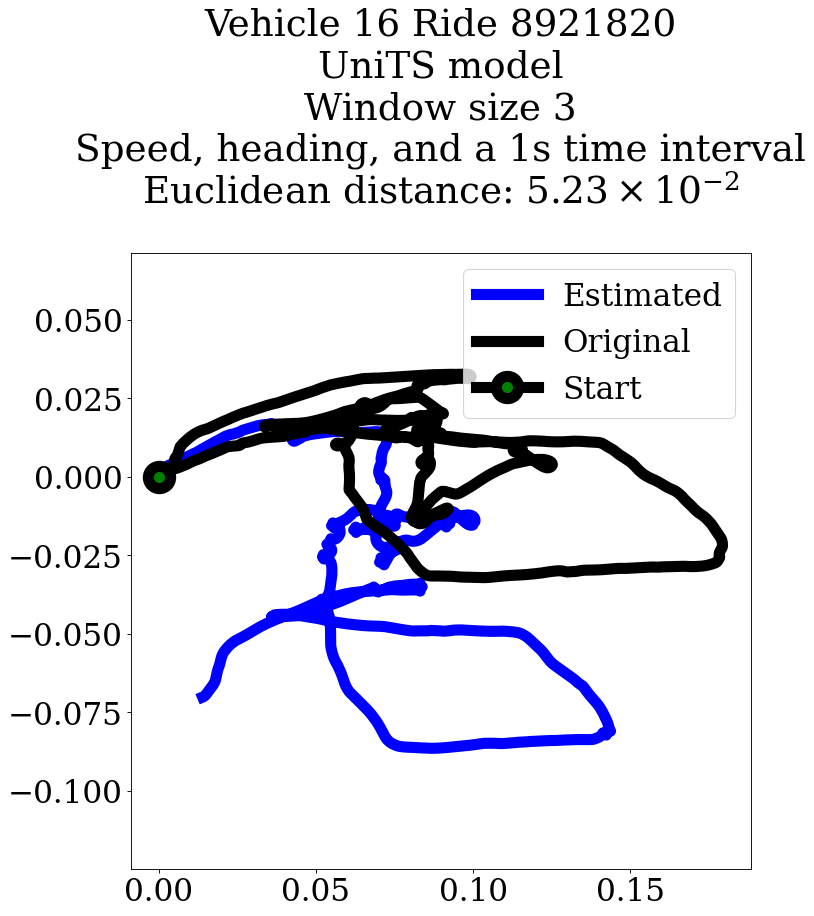 Vehicle 16 Ride 8921820
UniTS model
Window size 3
Speed, heading, and a 1s time interval
Euclidean distance: 5.23 × 10⁻²
Estimated
Original
Start
0.050
0.025
0.000
−0.025
−0.050
−0.075
−0.100
0.00 0.05 0.10 0.15